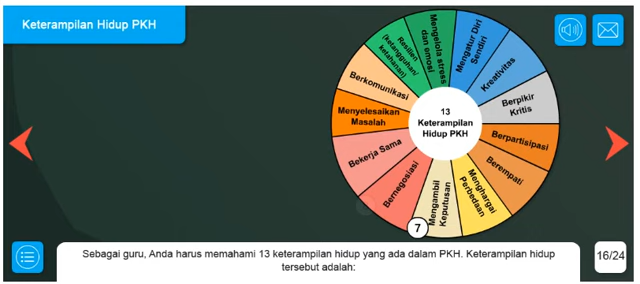 Keterampilan Hidup PKH
Mengelola stress
dan emosi
Mengatur Diri
Sendiri
Kreativitas
Berpikir
Kritis
Berpartisipasi
Berempati
Menghargai
Perbedaan
Mengambil
Keputusan
Bernegosiasi
Bekerja Sama
Menyelesaikan
Masalah
Berkomunikasi
Resilien
(ketangguhan/
ketahanan)
13
Keterampilan
Hidup PKH
7
Sebagai guru, Anda harus memahami 13 keterampilan hidup yang ada dalam PKH. Keterampilan hidup
tersebut adalah:
16/24